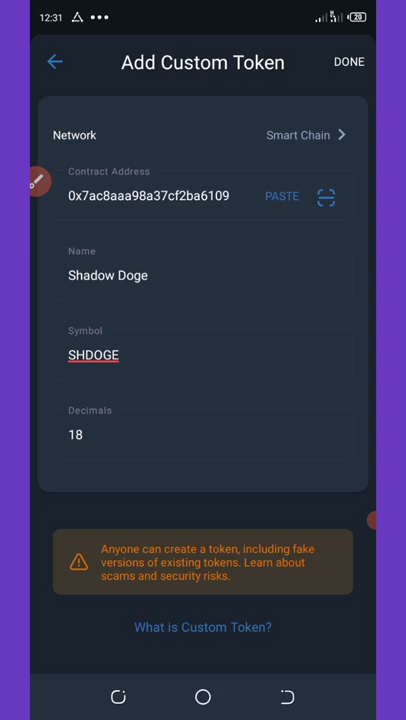 12:31
20
Add Custom Token
DONE
Network
Smart Chain
Contract Address
0x7ac8aaa98a37cf2ba6109
PASTE
Name
Shadow Doge
Symbol
SHDOGE
Decimals
18
Anyone can create a token, including fake
versions of existing tokens. Learn about
scams and security risks.
What is Custom Token?